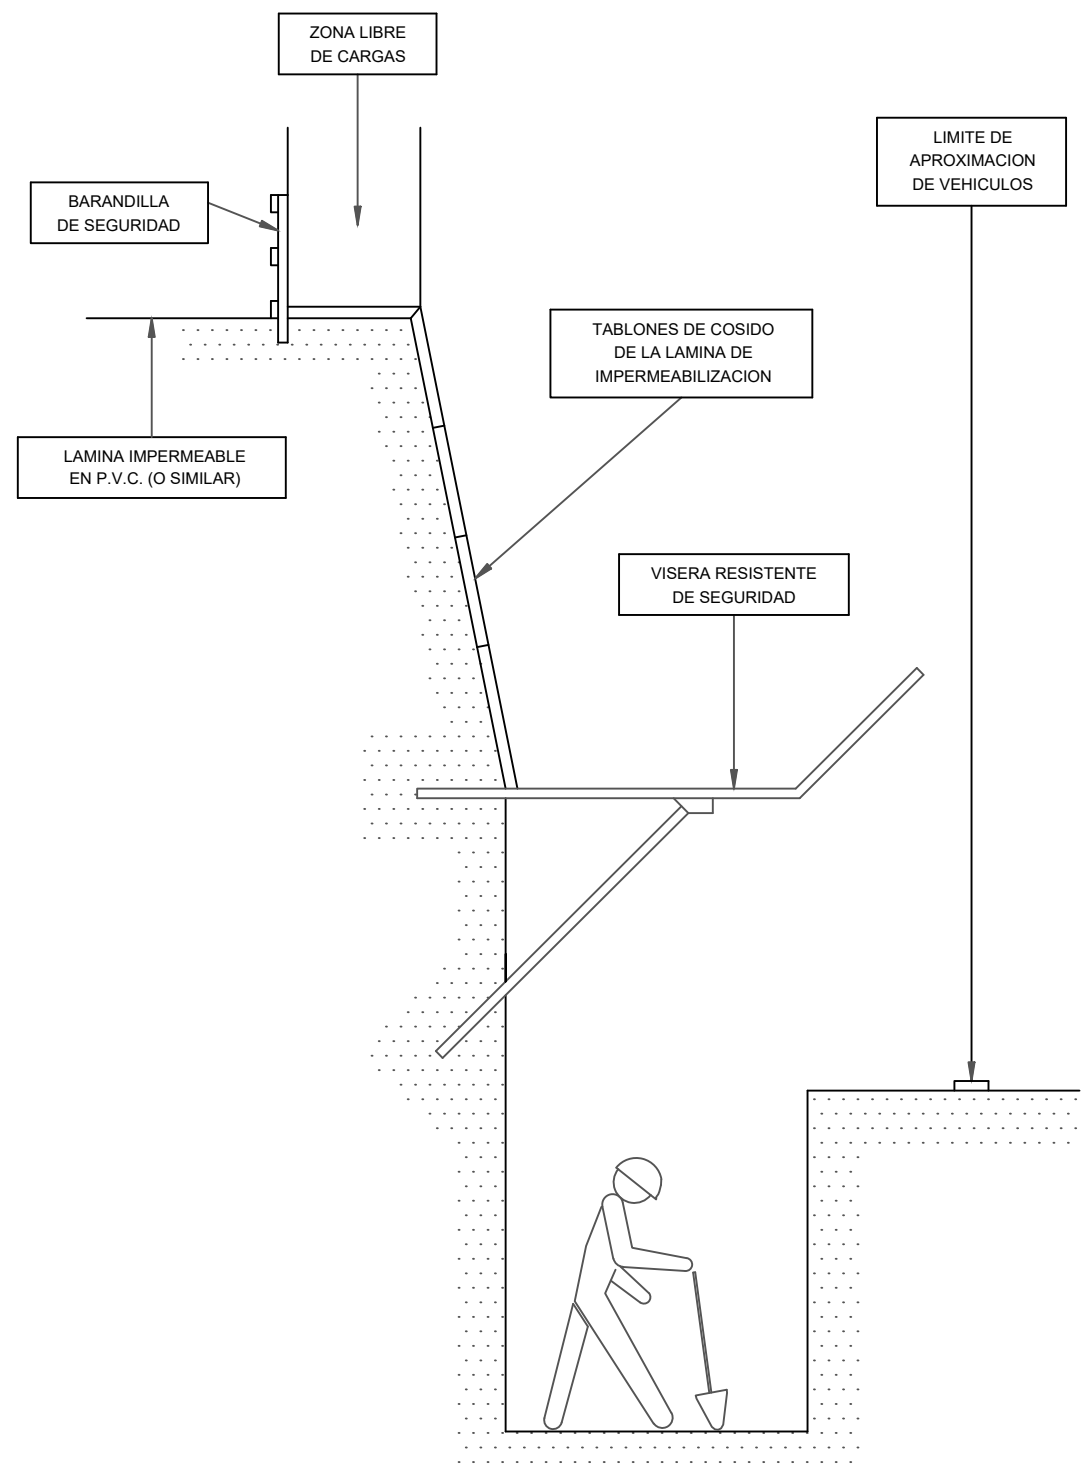 ZONA LIBRE
DE CARGAS
LIMITE DE
APROXIMACION
DE VEHICULOS
BARANDILLA
DE SEGURIDAD
TABLONES DE COSIDO
DE LA LAMINA DE
IMPERMEABILIZACION
LAMINA IMPERMEABLE
EN P.V.C. (O SIMILAR)
VISERA RESISTENTE
DE SEGURIDAD